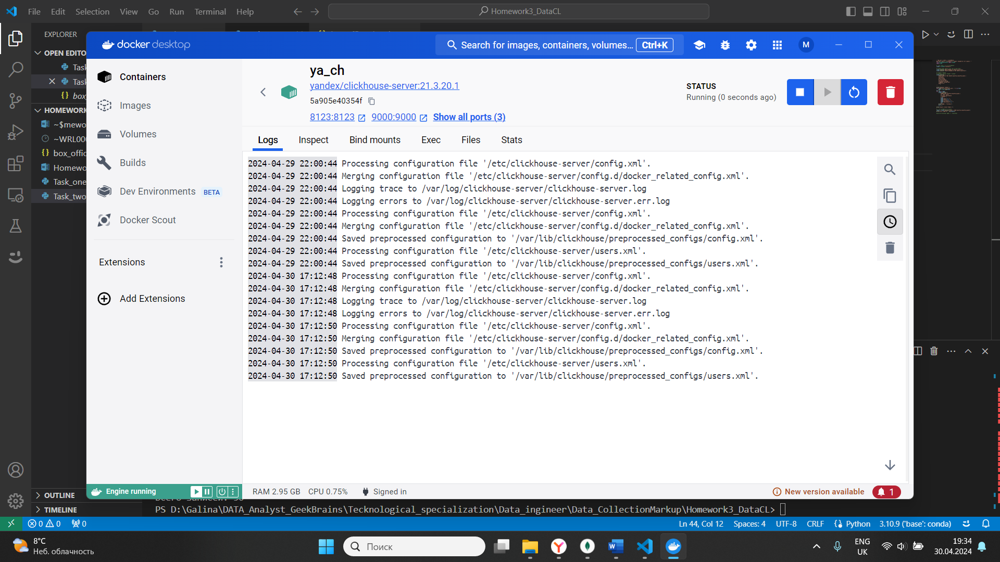 File Edit Selection View Go Run Terminal Help
Homework3_DataCL
EXPLORER
OPEN EDITO
Task
Task
box_
HOMEWORK
~$mewo
~WRL000
box_offic
Homewo
Task_one
Task_two
OUTLINE
TIMELINE
docker desktop
Search for images, containers, volumes... Ctrl+K
M
Containers
Images
Volumes
Builds
Dev Environments BETA
Docker Scout
Extensions
Add Extensions
ya_ch
yandex/clickhouse-server:21.3.20.1
5a905e40354f
8123:8123 9000:9000 Show all ports (3)
STATUS
Running (0 seconds ago)
Logs Inspect Bind mounts Exec Files Stats
2024-04-29 22:00:44 Processing configuration file '/etc/clickhouse-server/config.xml'.
2024-04-29 22:00:44 Merging configuration file '/etc/clickhouse-server/config.d/docker_related_config.xml'.
2024-04-29 22:00:44 Logging trace to /var/log/clickhouse-server/clickhouse-server.log
2024-04-29 22:00:44 Logging errors to /var/log/clickhouse-server/clickhouse-server.err.log
2024-04-29 22:00:44 Processing configuration file '/etc/clickhouse-server/config.xml'.
2024-04-29 22:00:44 Merging configuration file '/etc/clickhouse-server/config.d/docker_related_config.xml'.
2024-04-29 22:00:44 Saved preprocessed configuration to '/var/lib/clickhouse/preprocessed_configs/config.xml'.
2024-04-29 22:00:44 Processing configuration file '/etc/clickhouse-server/users.xml'.
2024-04-29 22:00:44 Saved preprocessed configuration to '/var/lib/clickhouse/preprocessed_configs/users.xml'.
2024-04-30 17:12:48 Processing configuration file '/etc/clickhouse-server/config.xml'.
2024-04-30 17:12:48 Merging configuration file '/etc/clickhouse-server/config.d/docker_related_config.xml'.
2024-04-30 17:12:48 Logging trace to /var/log/clickhouse-server/clickhouse-server.log
2024-04-30 17:12:48 Logging errors to /var/log/clickhouse-server/clickhouse-server.err.log
2024-04-30 17:12:50 Processing configuration file '/etc/clickhouse-server/config.xml'.
2024-04-30 17:12:50 Merging configuration file '/etc/clickhouse-server/config.d/docker_related_config.xml'.
2024-04-30 17:12:50 Saved preprocessed configuration to '/var/lib/clickhouse/preprocessed_configs/config.xml'.
2024-04-30 17:12:50 Processing configuration file '/etc/clickhouse-server/users.xml'.
2024-04-30 17:12:50 Saved preprocessed configuration to '/var/lib/clickhouse/preprocessed_configs/users.xml'.
Engine running
RAM 2.95 GB CPU 0.75% Signed in
New version available
1
PS D:\Galina\DATA_Analyst_GeekBrains\Tecknological_specialization\Data_ingineer\Data_CollectionMarkup\Homework3_DataCL>
0 0 0
Ln 44, Col 12 Spaces: 4 UTF-8 CRLF Python 3.10.9 ('base': conda)
8°C
Неб. облачность
Поиск
ENG
UK
19:34
30.04.2024